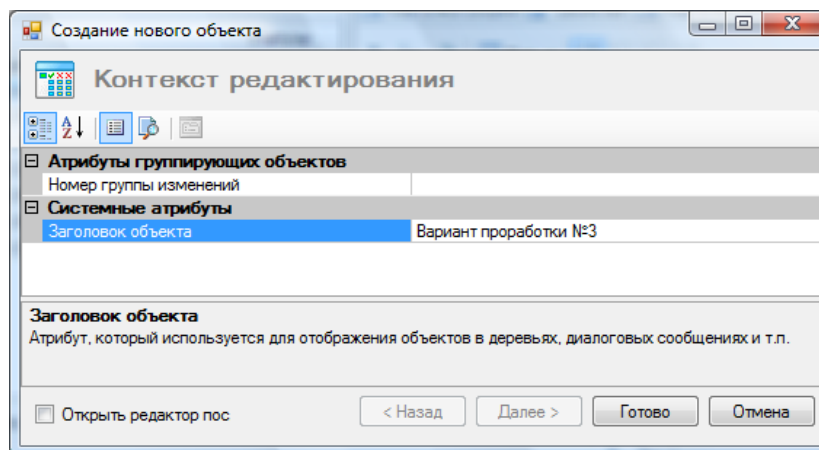 Создание нового объекта
Контекст редактирования
Атрибуты группирующих объектов
Номер группы изменений
Системные атрибуты
Заголовок объекта Вариант проработки №3
Заголовок объекта
Атрибут, который используется для отображения объектов в деревьях, диалоговых сообщениях и т.п.
Открыть редактор пос < Назад Далее > Готово Отмена